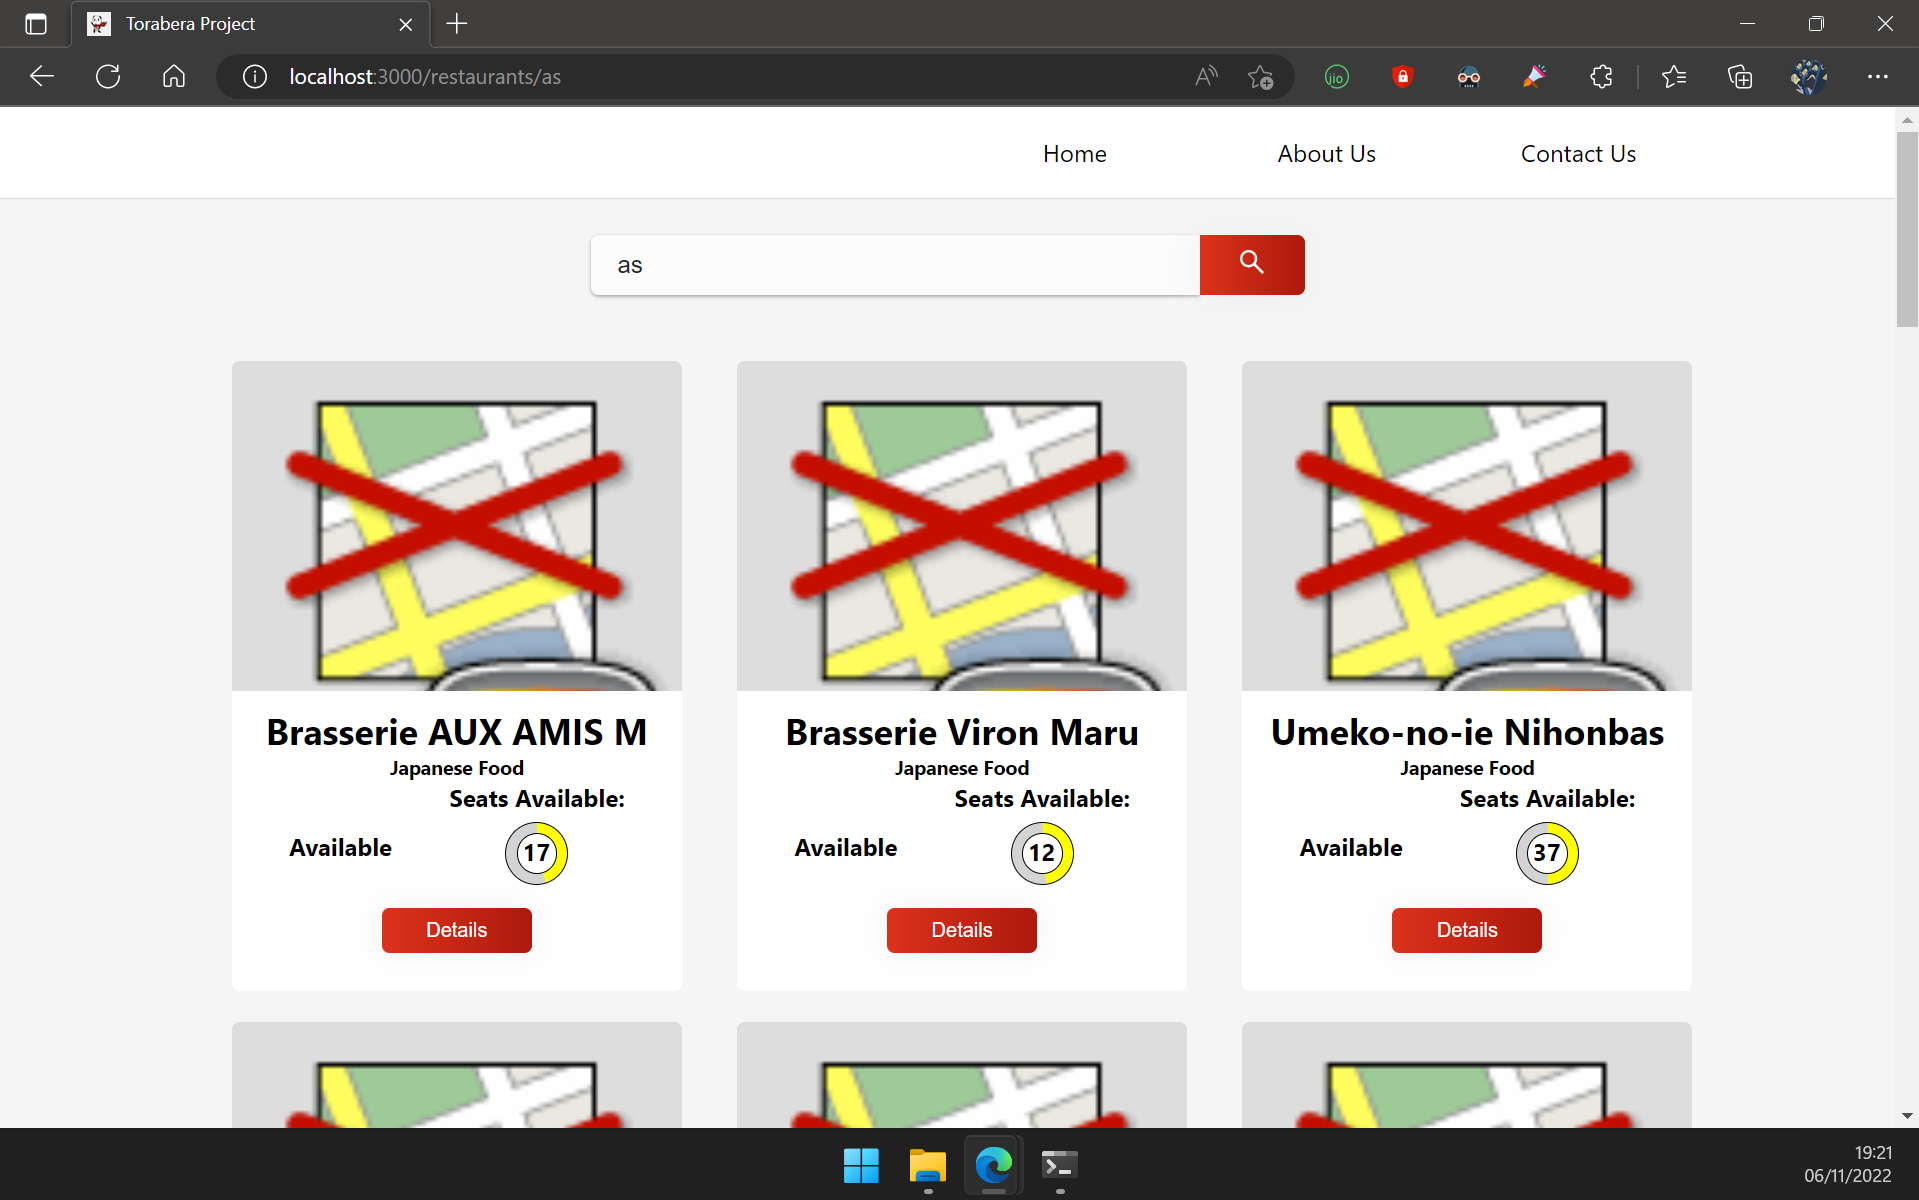 Torabera Project
localhost:3000/restaurants/as
jio
Home
About Us
Contact Us
as
Brasserie AUX AMIS M
Japanese Food
Seats Available:
Available
17
Details
Brasserie Viron Maru
Japanese Food
Seats Available:
Available
12
Details
Umeko-no-ie Nihonbas
Japanese Food
Seats Available:
Available
37
Details
19:21
06/11/2022